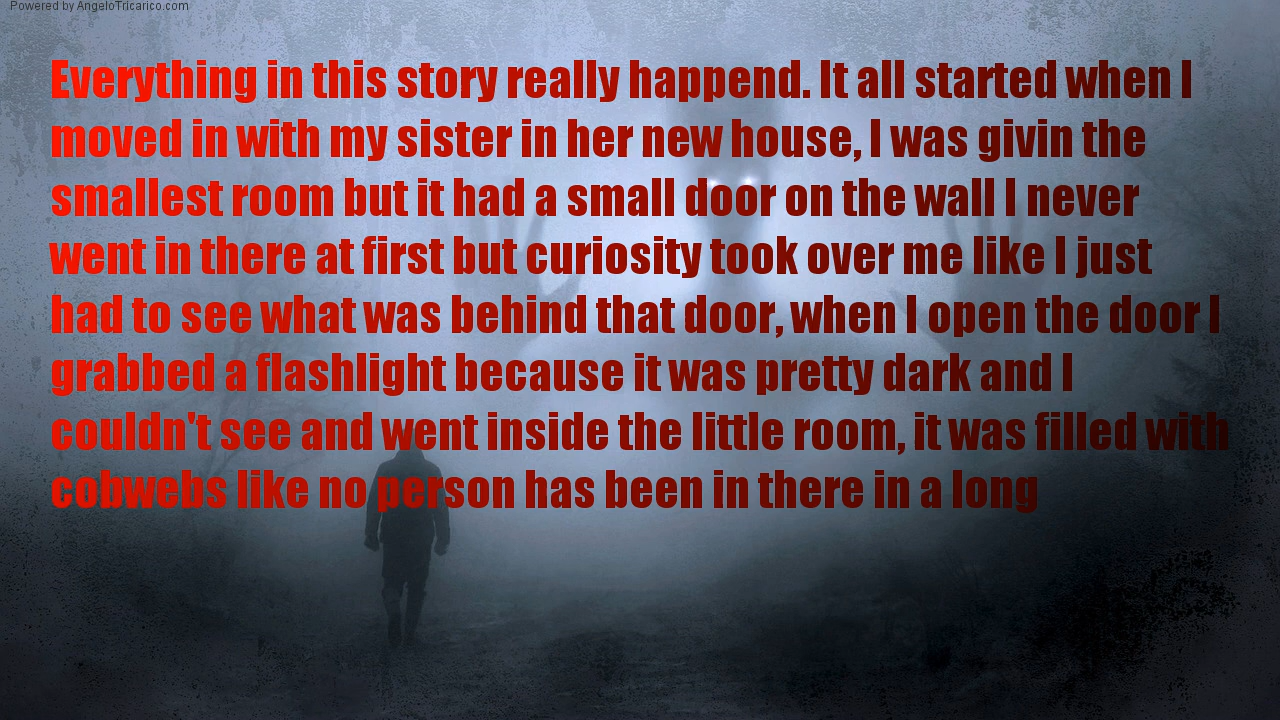 Powered by AngeloTricarico.com
Everything in this story really happend. It all started when I
moved in with my sister in her new house, I was givin the
smallest room but it had a small door on the wall I never
went in there at first but curiosity took over me like I just
had to see what was behind that door, when I open the door I
grabbed a flashlight because it was pretty dark and I
couldn't see and went inside the little room, it was filled with
cobwebs like no person has been in there in a long